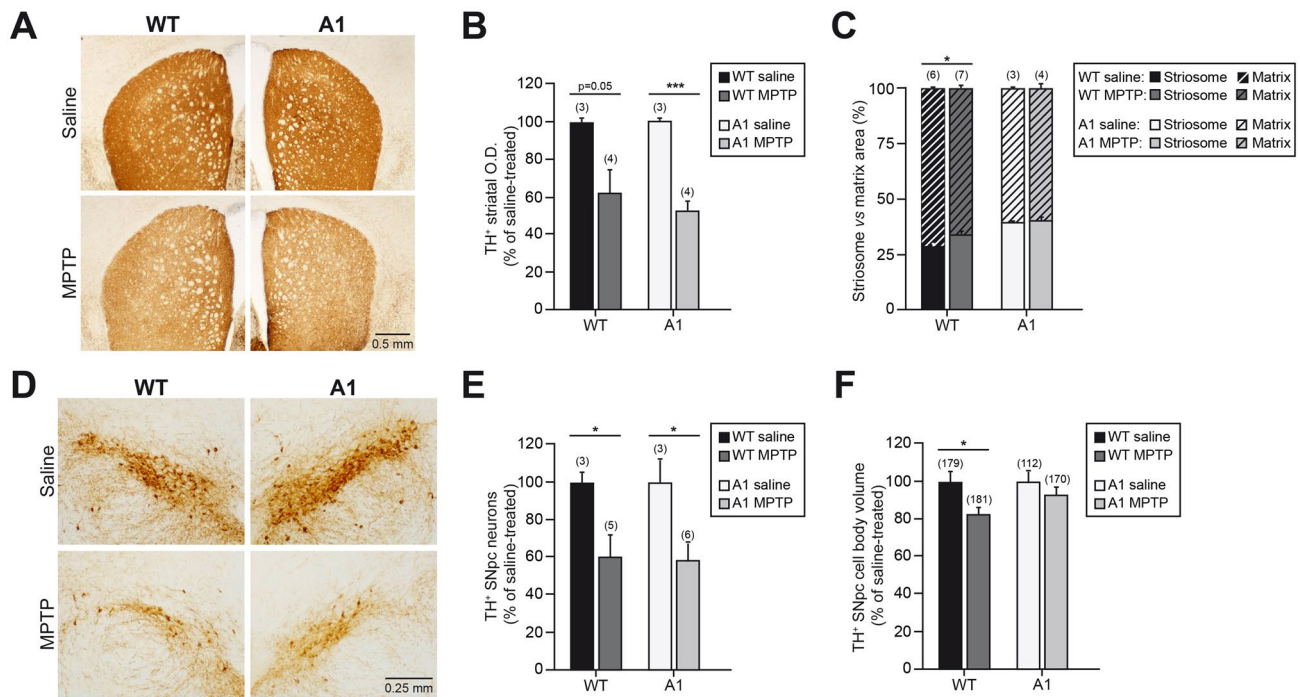 A
WT
A1
Saline
MPTP
0.5 mm
B
TH⁺ striatal O.D.
(% of saline-treated)
120
100
80
60
40
20
0
p=0.05
***
(3)
(4)
(3)
(4)
WT
A1
WT saline
WT MPTP
A1 saline
A1 MPTP
C
Striosome vs matrix area (%)
100
75
50
25
0
*
(6)
(7)
(3)
(4)
WT
A1
WT saline: Striosome Matrix
WT MPTP: Striosome Matrix
A1 saline: Striosome Matrix
A1 MPTP: Striosome Matrix
D
WT
A1
Saline
MPTP
0.25 mm
E
TH⁺ SNpc neurons
(% of saline-treated)
120
100
80
60
40
20
0
*
*
(3)
(5)
(3)
(6)
WT
A1
WT saline
WT MPTP
A1 saline
A1 MPTP
F
TH⁺ SNpc cell body volume
(% of saline-treated)
120
100
80
60
40
20
0
*
(179)
(181)
(112)
(170)
WT
A1
WT saline
WT MPTP
A1 saline
A1 MPTP